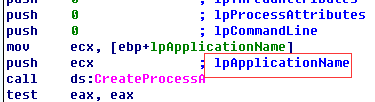 push 0 ; lpThreadAttributes
push 0 ; lpProcessAttributes
push 0 ; lpCommandLine
mov ecx, [ebp+lpApplicationName]
push ecx ; lpApplicationName
call ds:CreateProcessA
test eax, eax